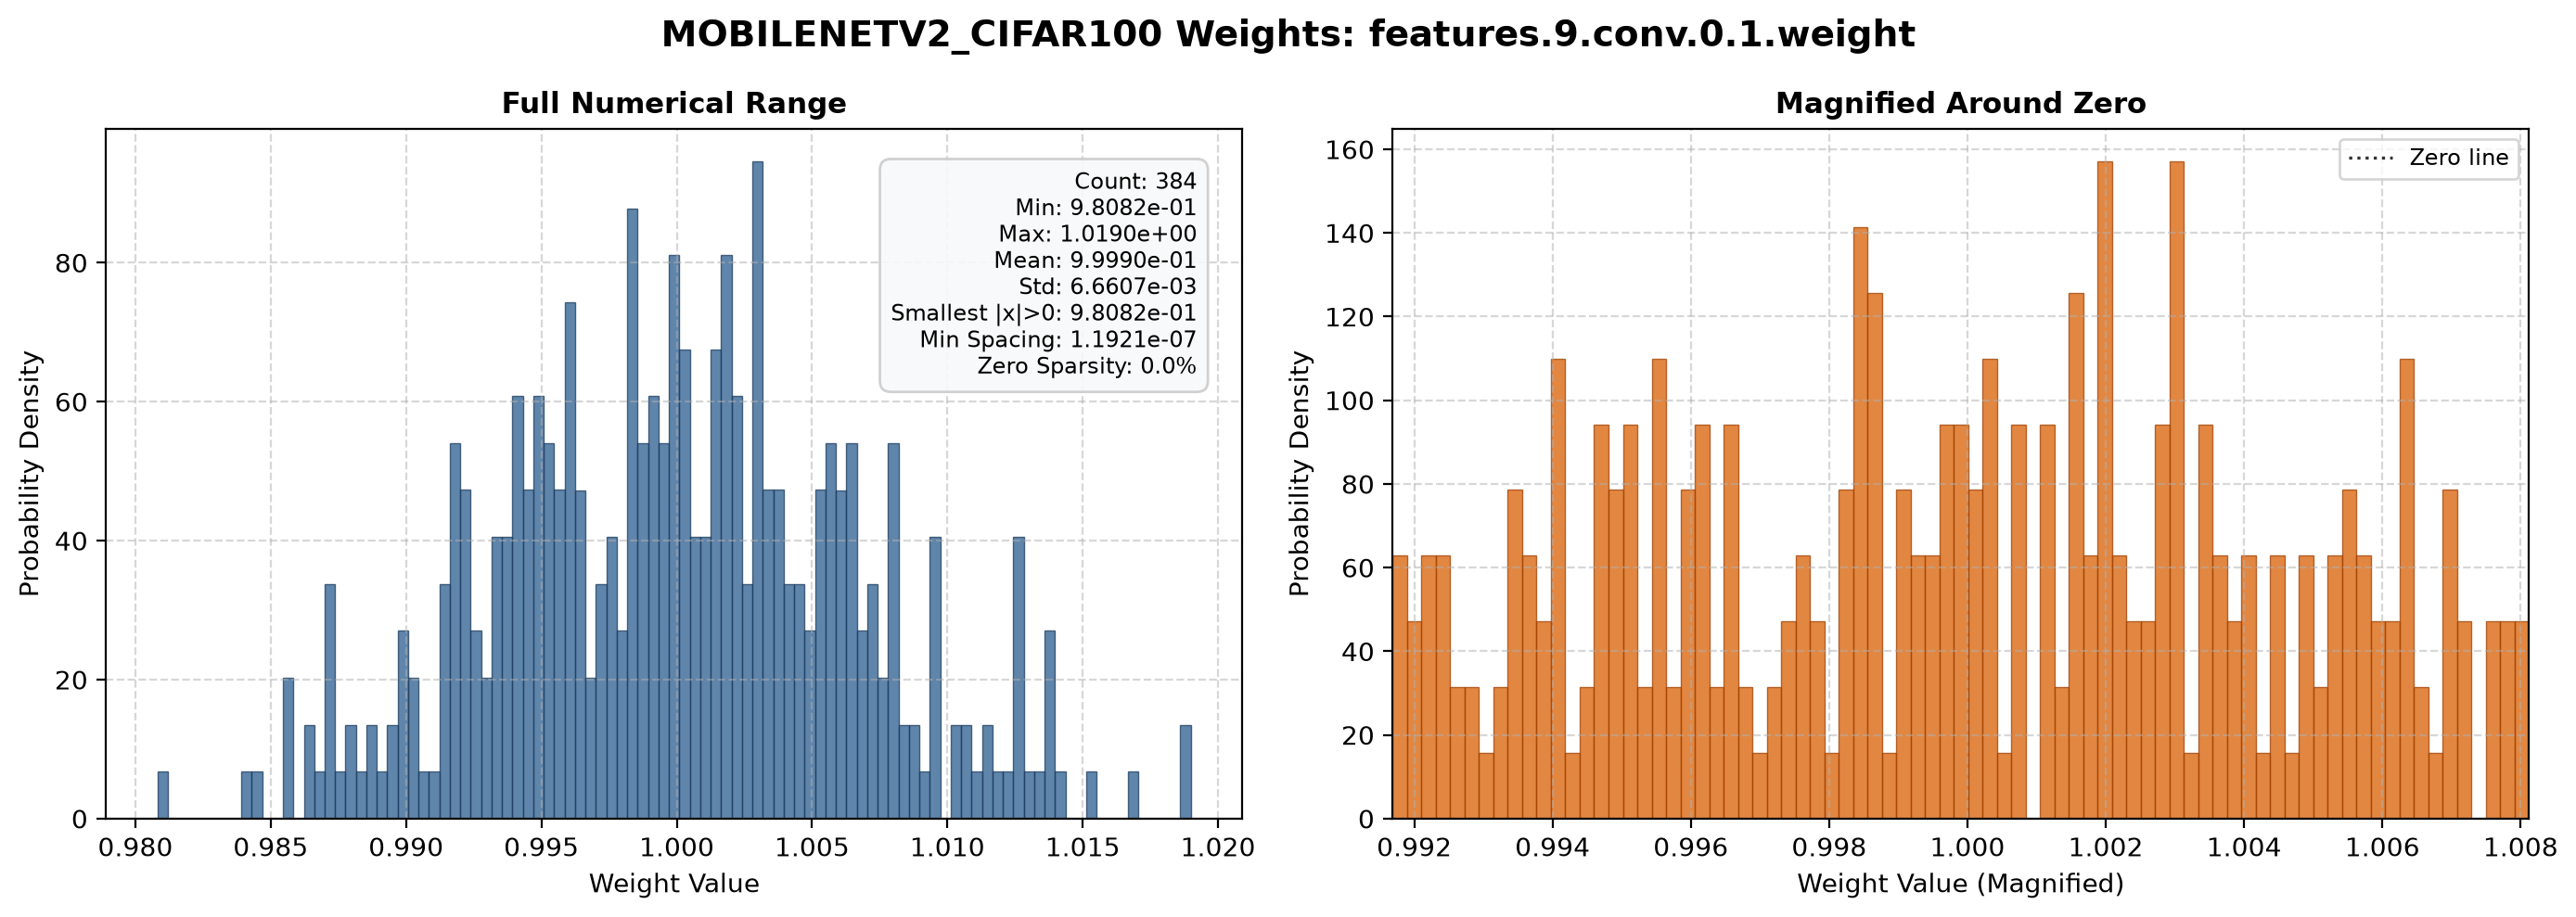 MOBILENETV2_CIFAR100 Weights: features.9.conv.0.1.weight
Full Numerical Range
Probability Density
80
60
40
20
0
Count: 384
Min: 9.8082e-01
Max: 1.0190e+00
Mean: 9.9990e-01
Std: 6.6607e-03
Smallest |x|>0: 9.8082e-01
Min Spacing: 1.1921e-07
Zero Sparsity: 0.0%
0.980 0.985 0.990 0.995 1.000 1.005 1.010 1.015 1.020
Weight Value
Magnified Around Zero
Probability Density
160
140
120
100
80
60
40
20
0
Zero line
0.992 0.994 0.996 0.998 1.000 1.002 1.004 1.006 1.008
Weight Value (Magnified)